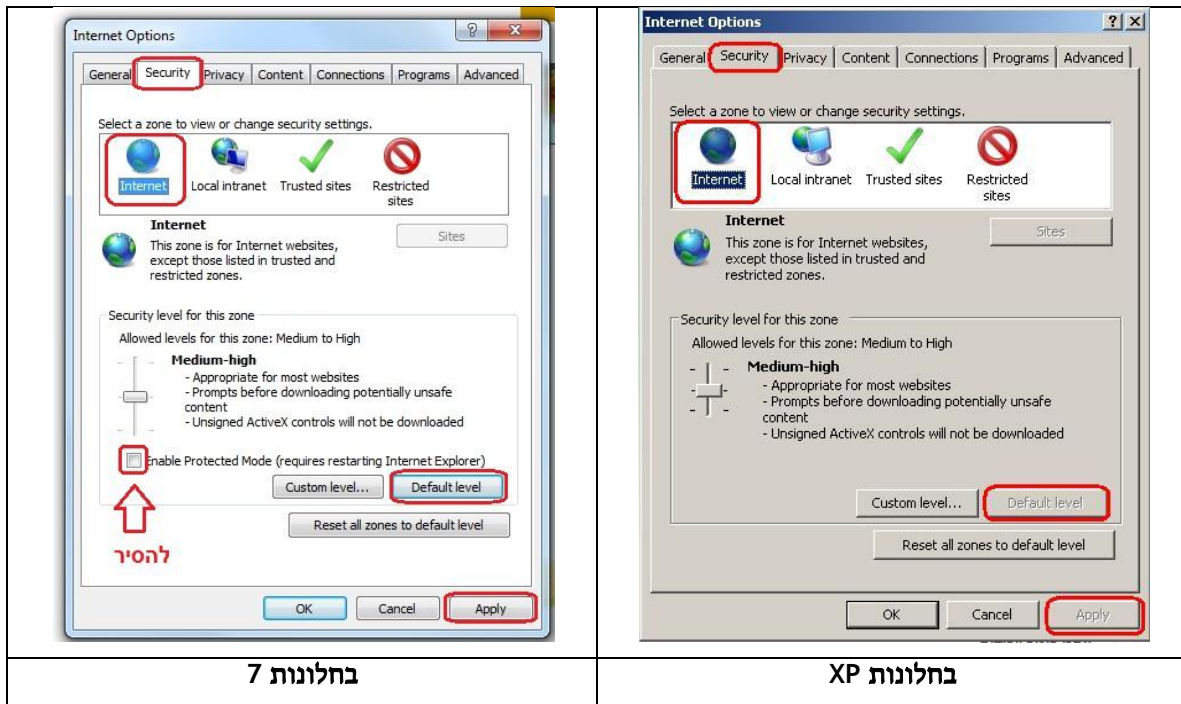 Internet Options
General Security Privacy Content Connections Programs Advanced
Select a zone to view or change security settings.
Internet Local intranet Trusted sites Restricted
sites
Internet
This zone is for Internet websites,
except those listed in trusted and
restricted zones.
Sites
Security level for this zone
Allowed levels for this zone: Medium to High
Medium-high
- Appropriate for most websites
- Prompts before downloading potentially unsafe
content
- Unsigned ActiveX controls will not be downloaded
Enable Protected Mode (requires restarting Internet Explorer)
Custom level... Default level
Reset all zones to default level
להסיר
OK Cancel Apply
בחלונות 7
Internet Options
General Security Privacy Content Connections Programs Advanced
Select a zone to view or change security settings.
Internet Local intranet Trusted sites Restricted
sites
Internet
This zone is for Internet websites,
except those listed in trusted and
restricted zones.
Sites
Security level for this zone
Allowed levels for this zone: Medium to High
Medium-high
- Appropriate for most websites
- Prompts before downloading potentially unsafe
content
- Unsigned ActiveX controls will not be downloaded
Custom level... Default level
Reset all zones to default level
OK Cancel Apply
בחלונות XP